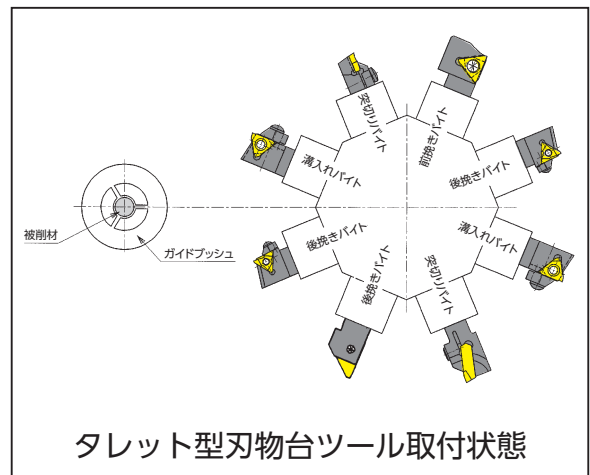 突切りバイト
前挽きバイト
溝入れバイト
後挽きバイト
被削材
ガイドブッシュ
後挽きバイト
溝入れバイト
後挽きバイト
突切りバイト
タレット型刃物台ツール取付状態